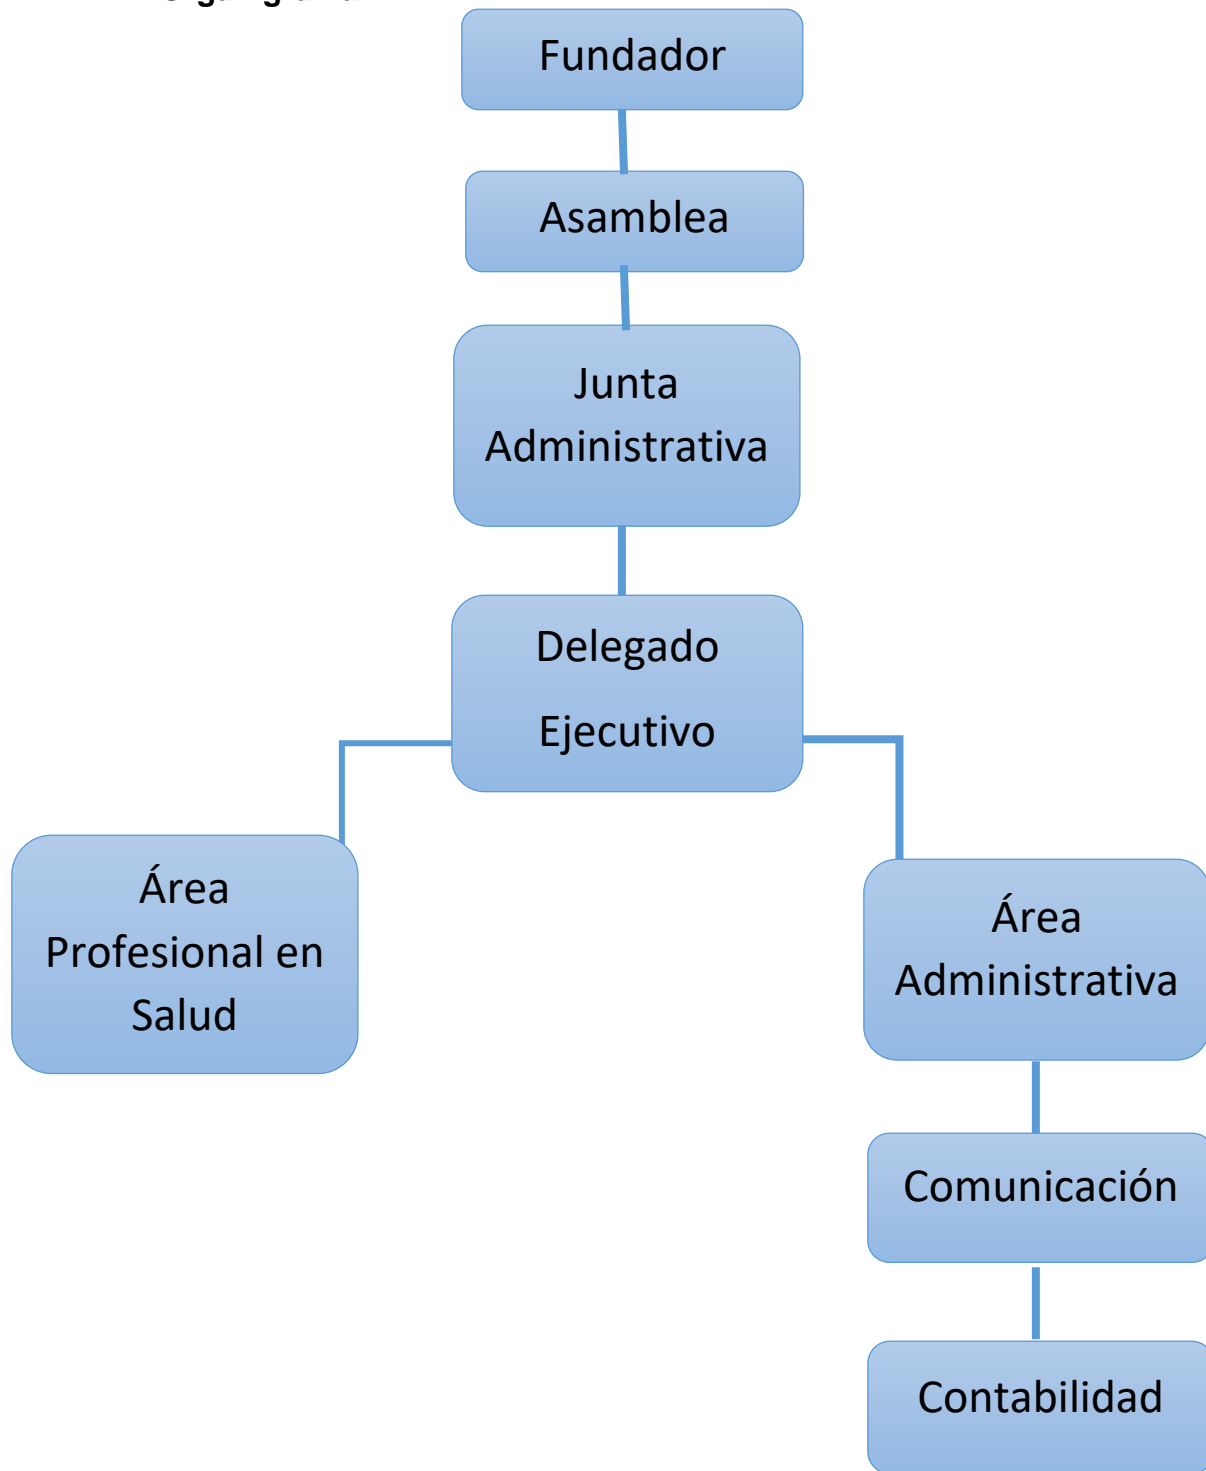 Fundador
Asamblea
Junta
Administrativa
Delegado
Ejecutivo
Área
Profesional en
Salud
Área
Administrativa
Comunicación
Contabilidad